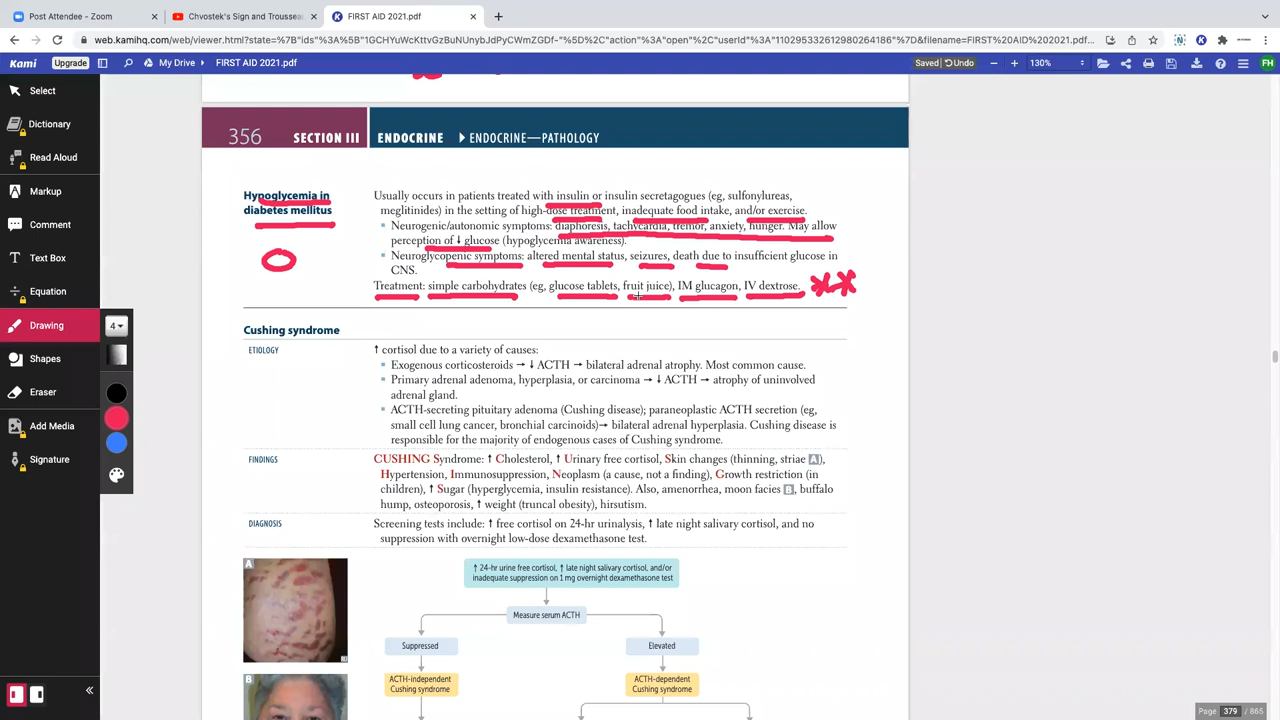 Post Attendee - Zoom
Chvostek's Sign and Troussea
FIRST AID 2021.pdf
web.kamihq.com/web/viewer.html?state=%7B"ids"%3A%5B"1GCHYuWcKttvGzBuNUnybJdPyCWmZGDf-"%5D%2C"action"%3A"open"%2C"userId"%3A"110295332612980264186"%7D&filename=FIRST%20AID%202021.pdf...
Kami
Upgrade
My Drive
FIRST AID 2021.pdf
Saved
Undo
130%
FH
Select
Dictionary
Read Aloud
Markup
Comment
Text Box
Equation
Drawing
Shapes
Eraser
Add Media
Signature
4
356 SECTION III ENDOCRINE ENDOCRINE—PATHOLOGY
Hypoglycemia in
diabetes mellitus
Usually occurs in patients treated with insulin or insulin secretagogues (eg, sulfonylureas,
meglitinides) in the setting of high-dose treatment, inadequate food intake, and/or exercise.
▪ Neurogenic/autonomic symptoms: diaphoresis, tachycardia, tremor, anxiety, hunger. May allow
perception of ↓ glucose (hypoglycemia awareness).
▪ Neuroglycopenic symptoms: altered mental status, seizures, death due to insufficient glucose in
CNS.
Treatment: simple carbohydrates (eg, glucose tablets, fruit juice), IM glucagon, IV dextrose.
Cushing syndrome
ETIOLOGY
↑ cortisol due to a variety of causes:
▪ Exogenous corticosteroids → ↓ ACTH → bilateral adrenal atrophy. Most common cause.
▪ Primary adrenal adenoma, hyperplasia, or carcinoma → ↓ ACTH → atrophy of uninvolved
adrenal gland.
▪ ACTH-secreting pituitary adenoma (Cushing disease); paraneoplastic ACTH secretion (eg,
small cell lung cancer, bronchial carcinoids)→ bilateral adrenal hyperplasia. Cushing disease is
responsible for the majority of endogenous cases of Cushing syndrome.
FINDINGS
CUSHING Syndrome: ↑ Cholesterol, ↑ Urinary free cortisol, Skin changes (thinning, striae A),
Hypertension, Immunosuppression, Neoplasm (a cause, not a finding), Growth restriction (in
children), ↑ Sugar (hyperglycemia, insulin resistance). Also, amenorrhea, moon facies B, buffalo
hump, osteoporosis, ↑ weight (truncal obesity), hirsutism.
DIAGNOSIS
Screening tests include: ↑ free cortisol on 24-hr urinalysis, ↑ late night salivary cortisol, and no
suppression with overnight low-dose dexamethasone test.
A
B
↑ 24-hr urine free cortisol, ↑ late night salivary cortisol, and/or
inadequate suppression on 1 mg overnight dexamethasone test
Measure serum ACTH
Suppressed
Elevated
ACTH-independent
Cushing syndrome
ACTH-dependent
Cushing syndrome
Page 379 / 865